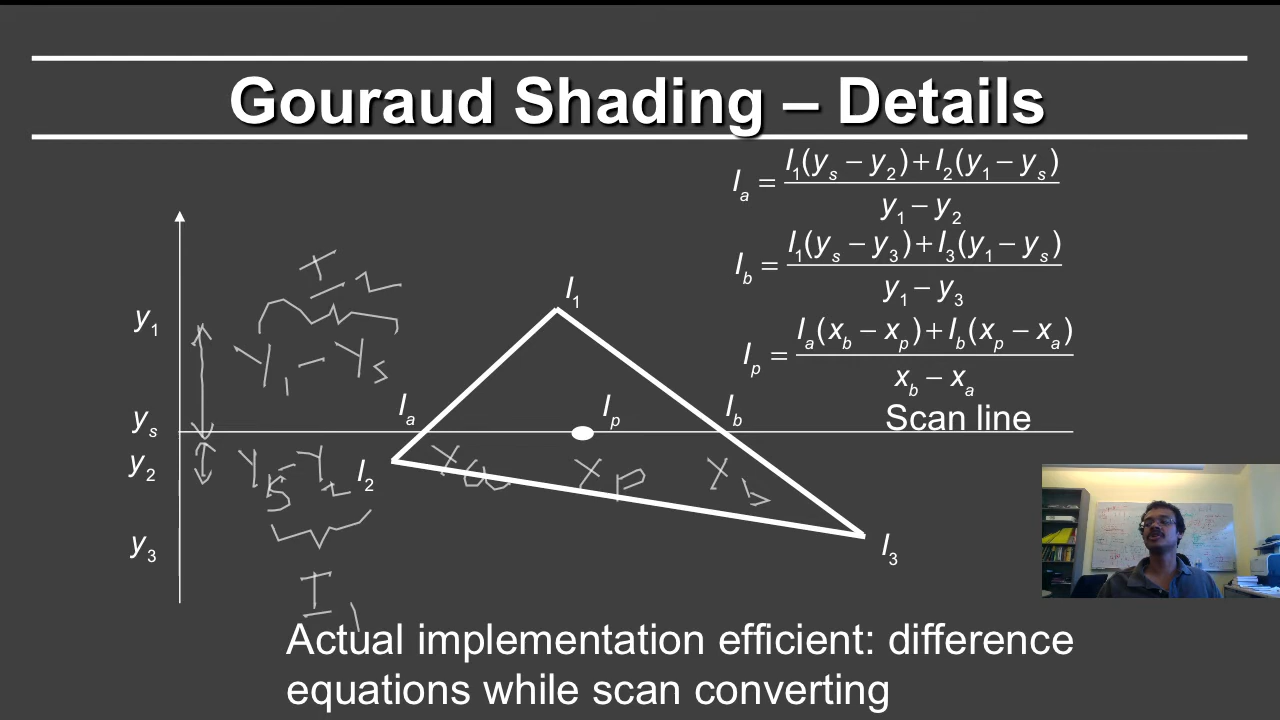 Gouraud Shading – Details
I_a = (I_1(y_s − y_2) + I_2(y_1 − y_s)) / (y_1 − y_2)
I_b = (I_1(y_s − y_3) + I_3(y_1 − y_s)) / (y_1 − y_3)
I_p = (I_a(x_b − x_p) + I_b(x_p − x_a)) / (x_b − x_a)
I_2
I_1
y_1
Y_1 − Y_s
I_a
I_p
I_b
y_s
Scan line
y_2
Y_s − Y_2
I_2
X_a
X_p
X_b
y_3
I_3
I_1
Actual implementation efficient: difference
equations while scan converting